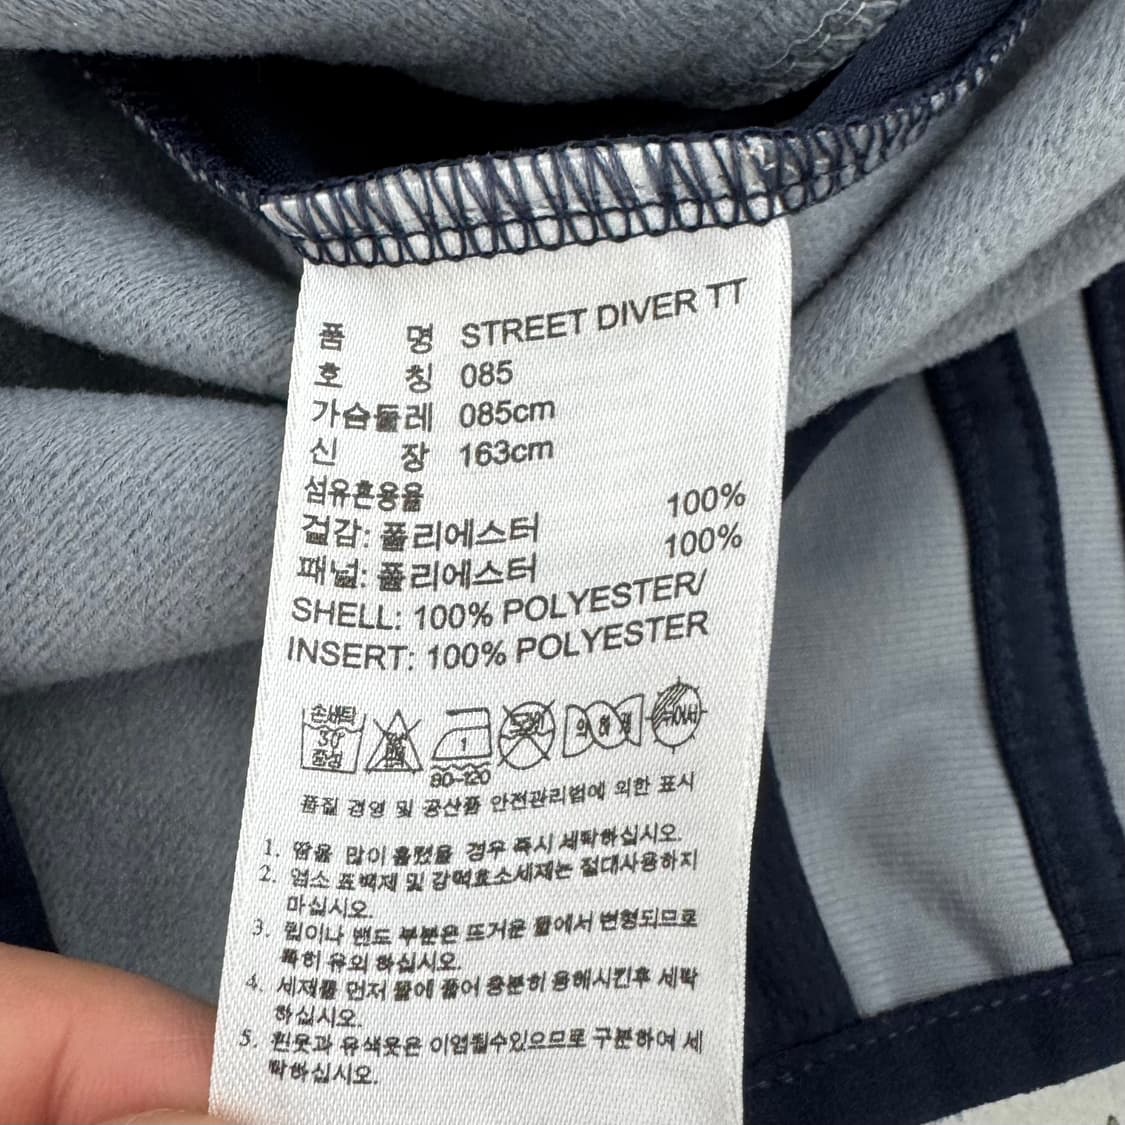 품 명 STREET DIVER TT
호 칭 085
가슴둘레 085cm
신 장 163cm
섬유혼용율
겉감: 폴리에스터 100%
패널: 폴리에스터 100%
SHELL: 100% POLYESTER/
INSERT: 100% POLYESTER
손세탁
30°
중성
1
80~120
드라이
약하게
뉘어서
품질 경영 및 공산품 안전관리법에 의한 표시
1. 땀을 많이 흘렸을 경우 즉시 세탁하십시오.
2. 염소 표백제 및 강력효소세제는 절대사용하지
마십시오.
3. 립이나 밴드 부분은 뜨거운 물에서 변형되므로
특히 유의 하십시오.
4. 세제를 먼저 물에 풀어 충분히 용해시킨후 세탁
하십시오.
5. 흰옷과 유색옷은 이염될수있으므로 구분하여 세
탁하십시오.